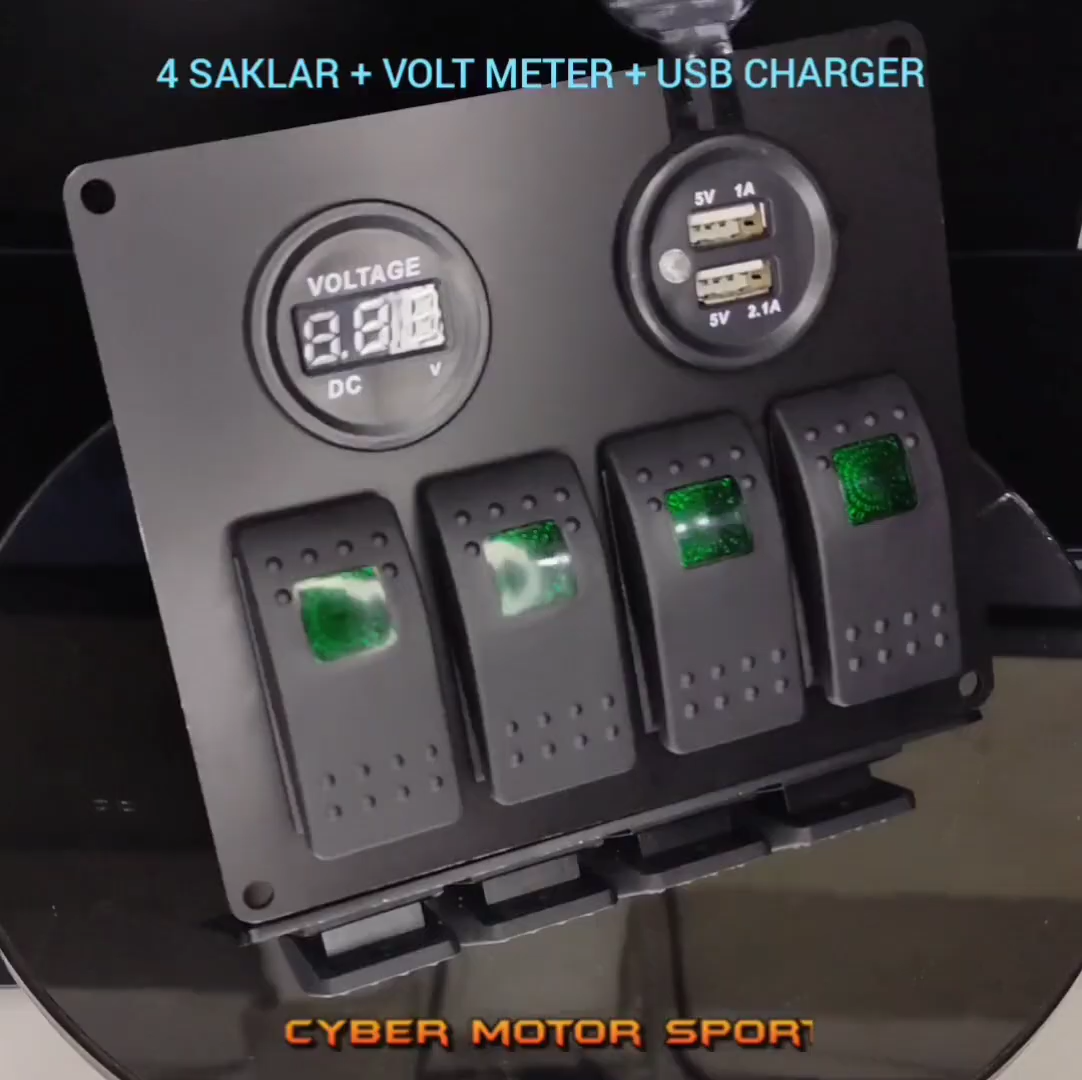 4 SAKLAR + VOLT METER + USB CHARGER
5V 1A
VOLTAGE
5V 2.1A
DC V
CYBER MOTOR SPORT